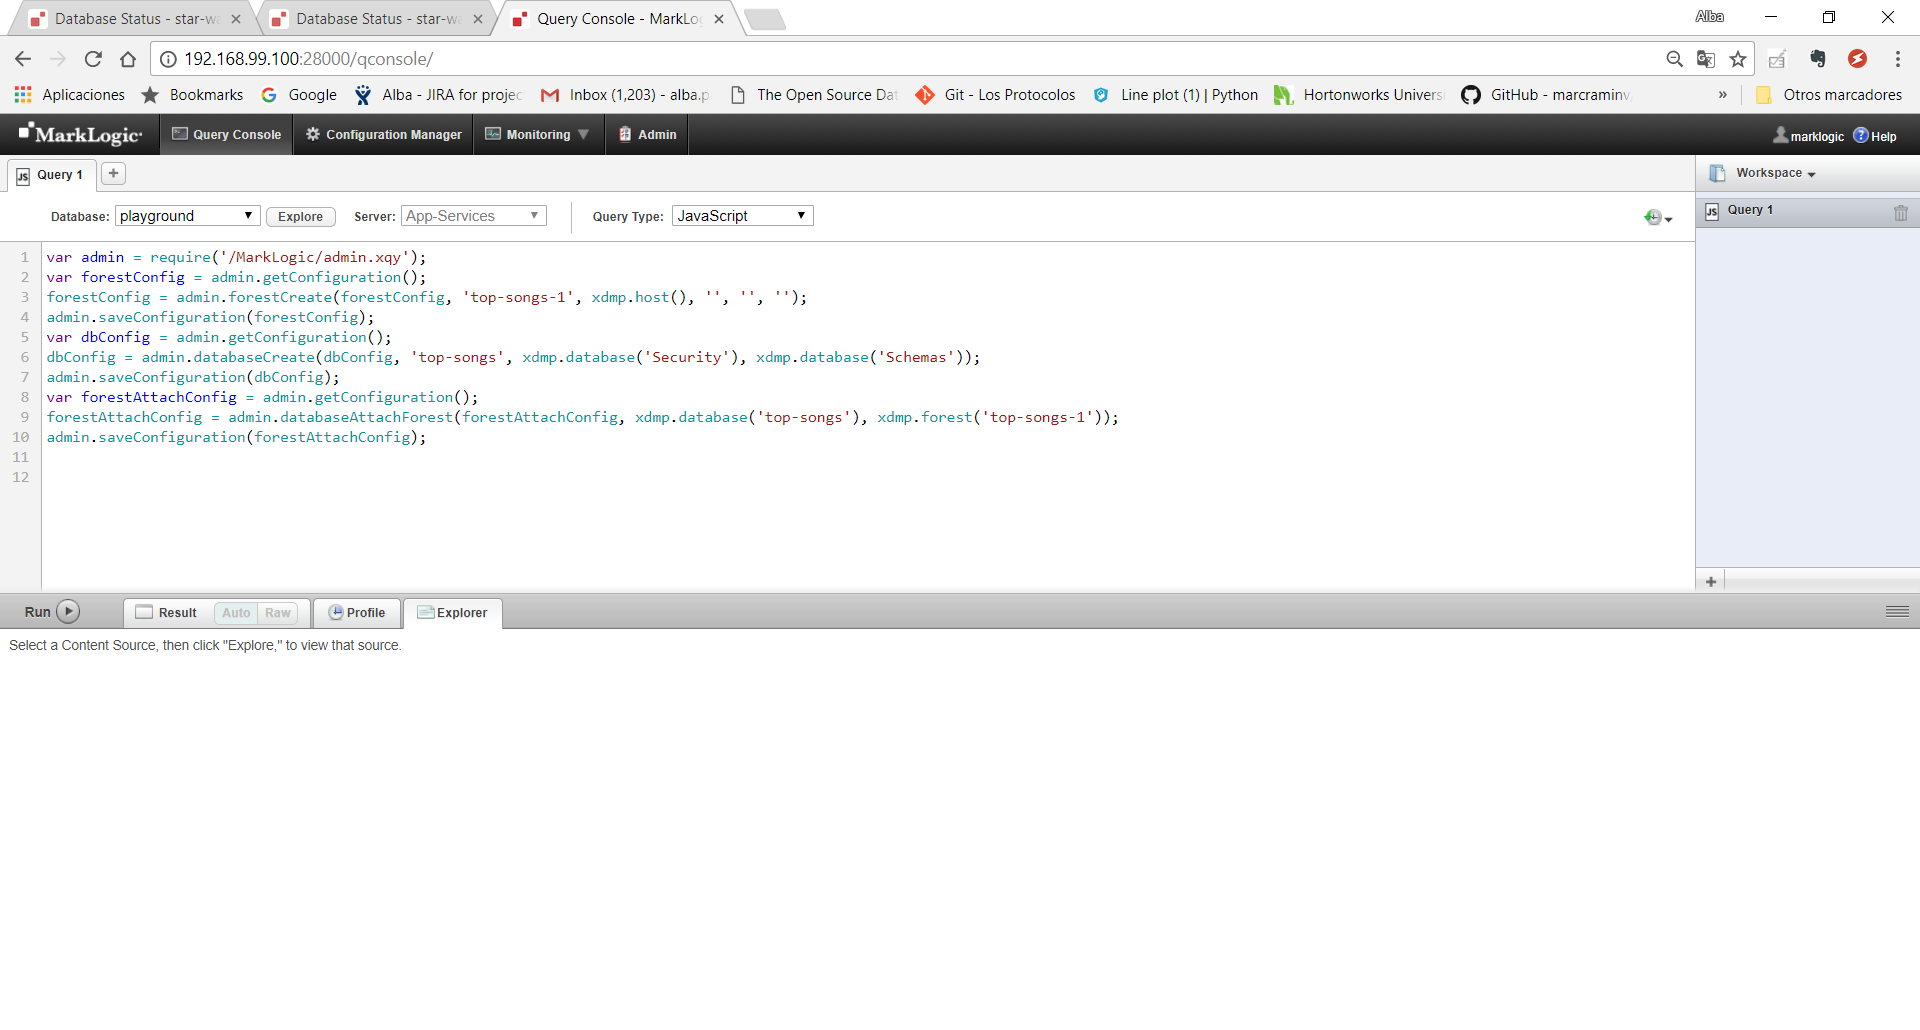 Database Status - star-wa
Database Status - star-wa
Query Console - MarkLog
Alba
192.168.99.100:28000/qconsole/
Aplicaciones
Bookmarks
Google
Alba - JIRA for projec
Inbox (1,203) - alba.p
The Open Source Dat
Git - Los Protocolos
Line plot (1) | Python
Hortonworks Universi
GitHub - marcraminv
»
Otros marcadores
MarkLogic
Query Console
Configuration Manager
Monitoring
Admin
marklogic
Help
JS Query 1
+
Workspace
Database: playground
Explore
Server: App-Services
Query Type: JavaScript
JS Query 1
1 var admin = require('/MarkLogic/admin.xqy');
2 var forestConfig = admin.getConfiguration();
3 forestConfig = admin.forestCreate(forestConfig, 'top-songs-1', xdmp.host(), '', '', '');
4 admin.saveConfiguration(forestConfig);
5 var dbConfig = admin.getConfiguration();
6 dbConfig = admin.databaseCreate(dbConfig, 'top-songs', xdmp.database('Security'), xdmp.database('Schemas'));
7 admin.saveConfiguration(dbConfig);
8 var forestAttachConfig = admin.getConfiguration();
9 forestAttachConfig = admin.databaseAttachForest(forestAttachConfig, xdmp.database('top-songs'), xdmp.forest('top-songs-1'));
10 admin.saveConfiguration(forestAttachConfig);
11
12
+
Run
Result
Auto
Raw
Profile
Explorer
Select a Content Source, then click "Explore," to view that source.